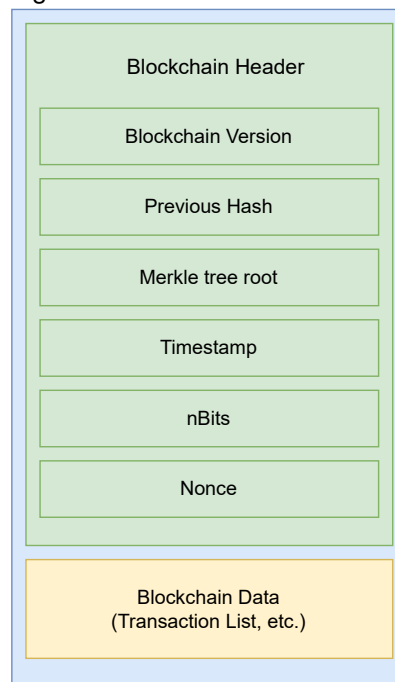 Blockchain Header
Blockchain Version
Previous Hash
Merkle tree root
Timestamp
nBits
Nonce
Blockchain Data
(Transaction List, etc.)